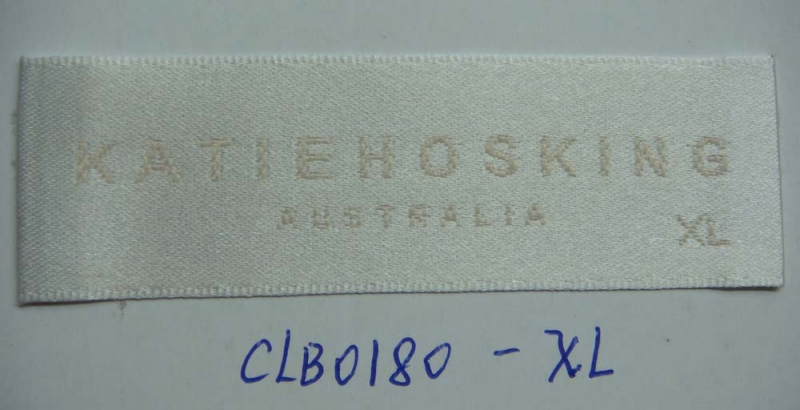 KATIEHOSKING
AUSTRALIA
XL
CLB0180 - XL